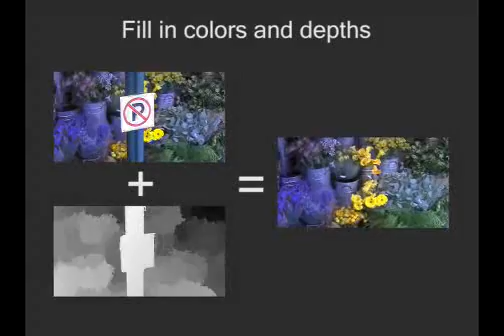 Fill in colors and depths
P
+
=